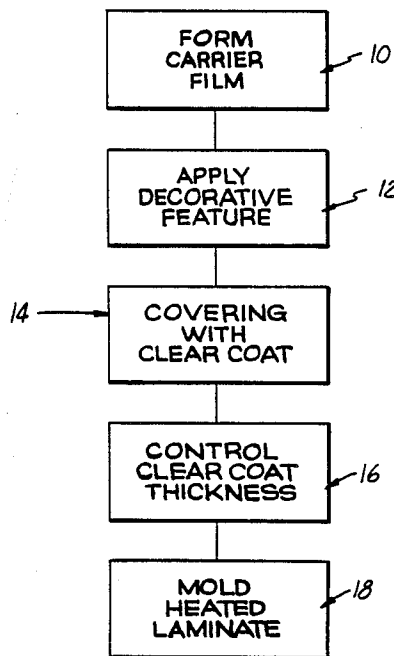 FORM
CARRIER
FILM
10
APPLY
DECORATIVE
FEATURE
12
14
COVERING
WITH
CLEAR COAT
CONTROL
CLEAR COAT
THICKNESS
16
MOLD
HEATED
LAMINATE
18